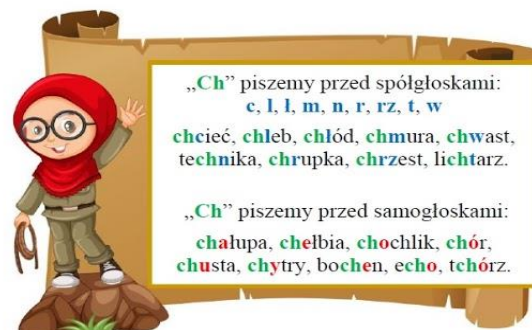 „Ch” piszemy przed spółgłoskami:
c, l, ł, m, n, r, rz, t, w
chcieć, chleb, chłód, chmura, chwast,
technika, chrupka, chrzest, lichtarz.
„Ch” piszemy przed samogłoskami:
chałupa, chełbia, chochlik, chór,
chusta, chytry, bochen, echo, tchórz.